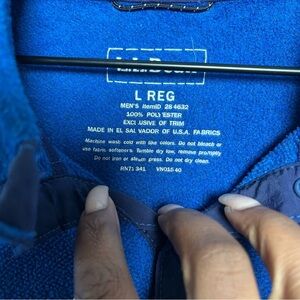 L.L.Bean
L REG
MEN'S ItemID 284632
100% POLYESTER
EXCLUSIVE OF TRIM
MADE IN EL SALVADOR OF U.S.A. FABRICS
Machine wash cold with like colors. Do not bleach or
use fabric softeners. Tumble dry low, remove promptly
Do not iron or steam press. Do not dry clean.
RN71341 VN01540